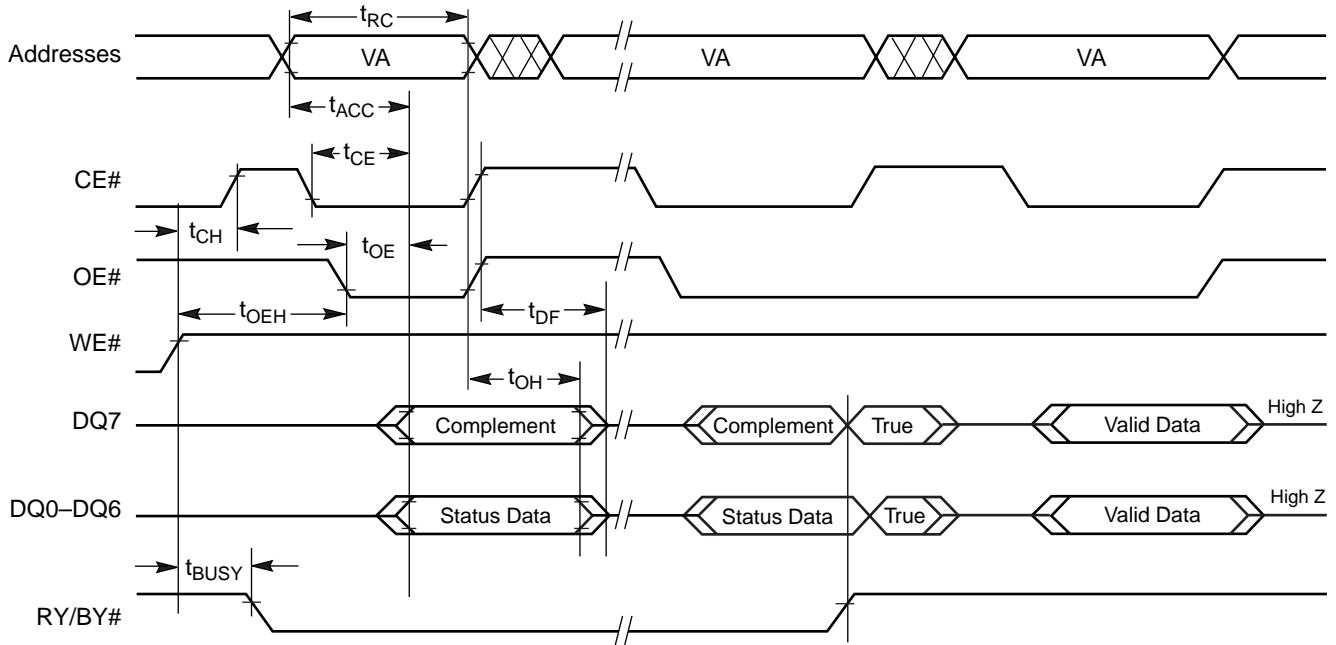 tRC
Addresses VA VA VA
tACC
tCE
CE#
tCH tOE
OE#
tOEH tDF
WE#
tOH
DQ7 Complement Complement True Valid Data High Z
DQ0–DQ6 Status Data Status Data True Valid Data High Z
tBUSY
RY/BY#